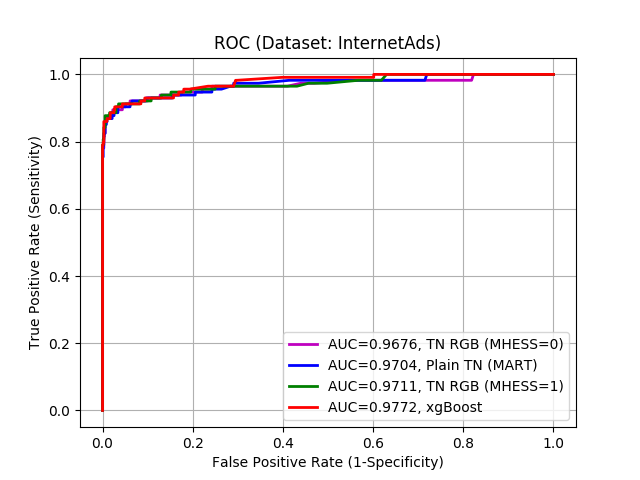 ROC (Dataset: InternetAds)
True Positive Rate (Sensitivity)
1.0
0.8
0.6
0.4
0.2
0.0
AUC=0.9676, TN RGB (MHESS=0)
AUC=0.9704, Plain TN (MART)
AUC=0.9711, TN RGB (MHESS=1)
AUC=0.9772, xgBoost
0.0 0.2 0.4 0.6 0.8 1.0
False Positive Rate (1-Specificity)